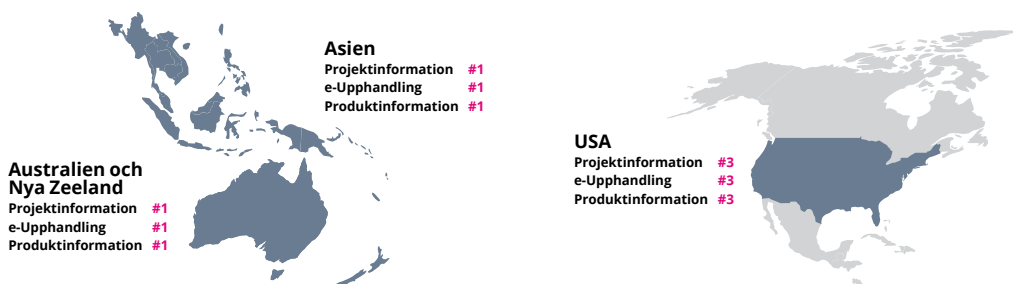 Asien
Projektinformation #1
e-Upphandling #1
Produktinformation #1
Australien och
Nya Zeeland
Projektinformation #1
e-Upphandling #1
Produktinformation #1
USA
Projektinformation #3
e-Upphandling #3
Produktinformation #3